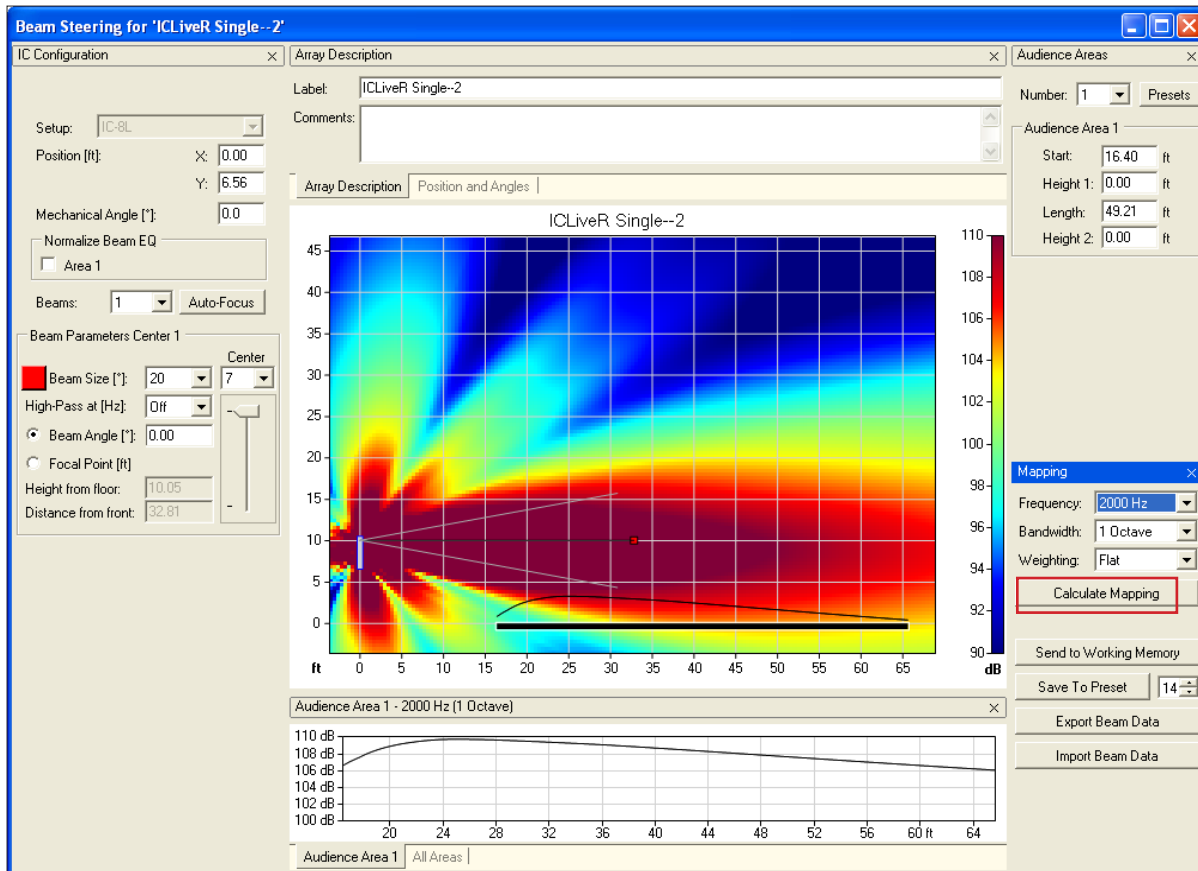 Beam Steering for 'ICLiveR Single--2'
IC Configuration
Setup: IC-8L
Position [ft]: X: 0.00
Y: 6.56
Mechanical Angle [°]: 0.0
Normalize Beam EQ
Area 1
Beams: 1 Auto-Focus
Beam Parameters Center 1
Center
Beam Size [°]: 20 7
High-Pass at [Hz]: Off
Beam Angle [°]: 0.00
Focal Point [ft]
Height from floor: 10.05
Distance from front: 32.81
Array Description
Label: ICLiveR Single--2
Comments:
Array Description Position and Angles
ICLiveR Single--2
45
40
35
30
25
20
15
10
5
0
ft 0 5 10 15 20 25 30 35 40 45 50 55 60 65
110
108
106
104
102
100
98
96
94
92
90
dB
Audience Area 1 - 2000 Hz (1 Octave)
110 dB
108 dB
106 dB
104 dB
102 dB
100 dB
20 24 28 32 36 40 44 48 52 56 60 ft 64
Audience Area 1 All Areas
Audience Areas
Number: 1 Presets
Audience Area 1
Start: 16.40 ft
Height 1: 0.00 ft
Length: 49.21 ft
Height 2: 0.00 ft
Mapping
Frequency: 2000 Hz
Bandwidth: 1 Octave
Weighting: Flat
Calculate Mapping
Send to Working Memory
Save To Preset 14
Export Beam Data
Import Beam Data